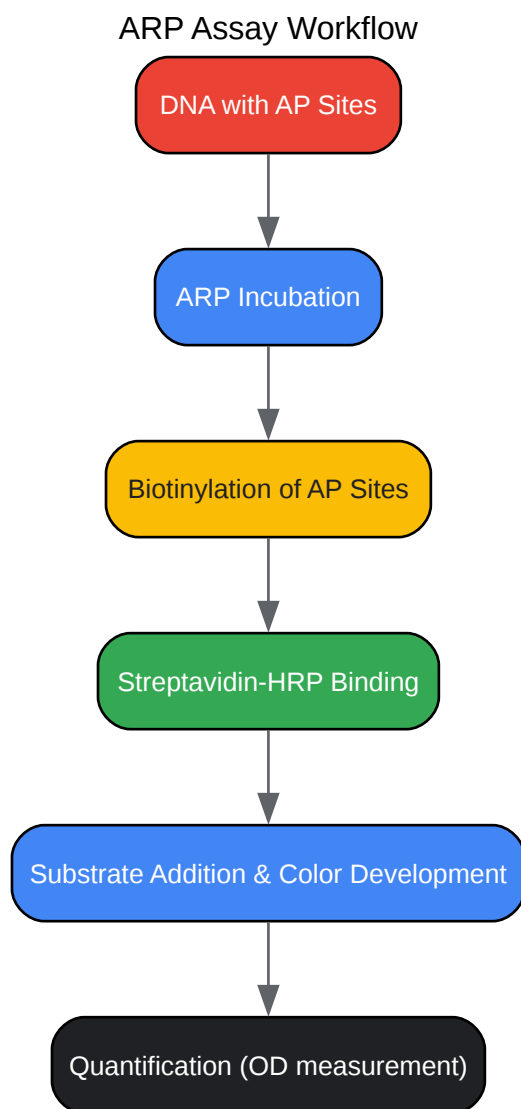 ARP Assay Workflow
DNA with AP Sites
ARP Incubation
Biotinylation of AP Sites
Streptavidin-HRP Binding
Substrate Addition & Color Development
Quantification (OD measurement)